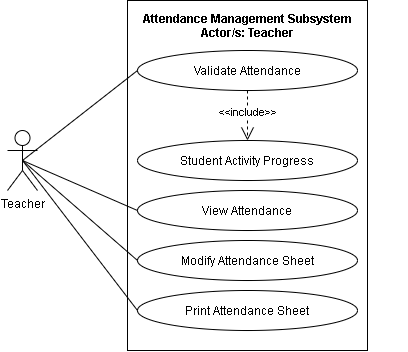 Attendance Management Subsystem
Actor/s: Teacher
Validate Attendance
<<include>>
Student Activity Progress
Teacher
View Attendance
Modify Attendance Sheet
Print Attendance Sheet